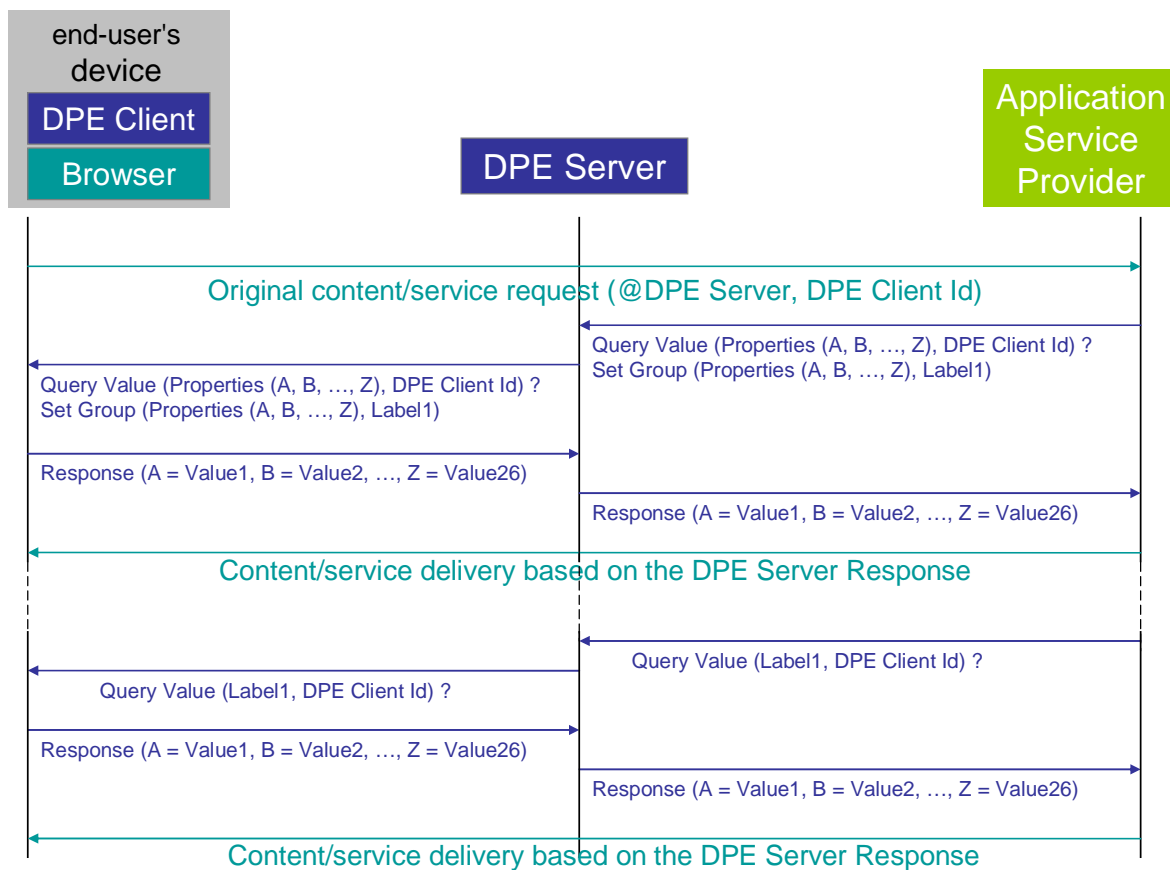 end-user's
device
DPE Client
Browser
DPE Server
Application
Service
Provider
Original content/service request (@DPE Server, DPE Client Id)
Query Value (Properties (A, B, …, Z), DPE Client Id) ?
Set Group (Properties (A, B, …, Z), Label1)
Query Value (Properties (A, B, …, Z), DPE Client Id) ?
Set Group (Properties (A, B, …, Z), Label1)
Response (A = Value1, B = Value2, …, Z = Value26)
Response (A = Value1, B = Value2, …, Z = Value26)
Content/service delivery based on the DPE Server Response
Query Value (Label1, DPE Client Id) ?
Query Value (Label1, DPE Client Id) ?
Response (A = Value1, B = Value2, …, Z = Value26)
Response (A = Value1, B = Value2, …, Z = Value26)
Content/service delivery based on the DPE Server Response